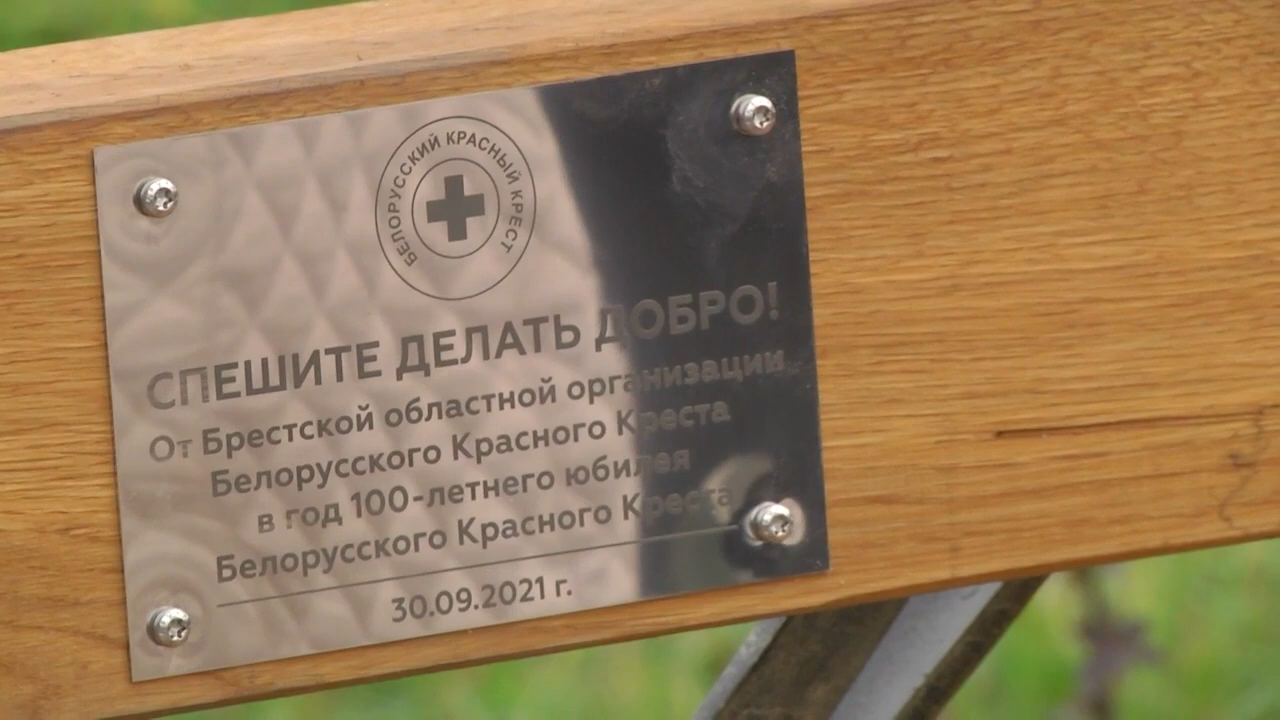 БЕЛОРУССКИЙ КРАСНЫЙ КРЕСТ
СПЕШИТЕ ДЕЛАТЬ ДОБРО!
От Брестской областной организации
Белорусского Красного Креста
в год 100-летнего юбилея
Белорусского Красного Креста
30.09.2021 г.